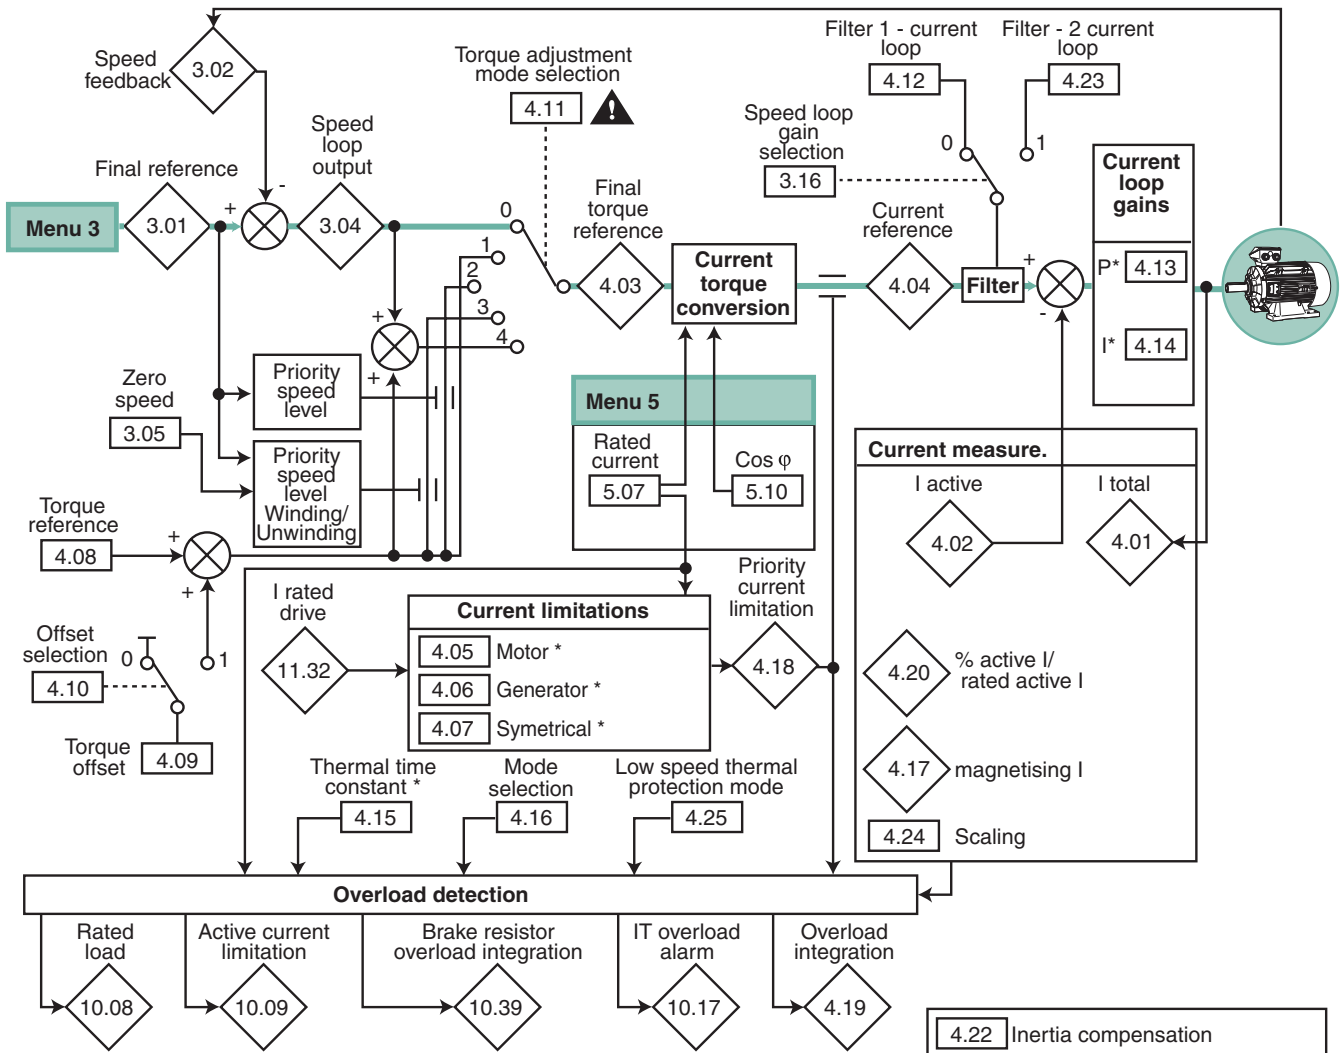 Speed
feedback
3.02
Torque adjustment
mode selection
4.11
Filter 1 - current
loop
4.12
Filter - 2 current
loop
4.23
Speed loop
gain
selection
3.16
0
1
Current
loop
gains
P* 4.13
I* 4.14
Final reference
Menu 3
3.01
+
-
Speed
loop
output
3.04
0
1
2
3
4
Final
torque
reference
4.03
Current
torque
conversion
Current
reference
4.04
Filter
+
-
+
+
Zero
speed
3.05
Priority
speed
level
Priority
speed
level
Winding/
Unwinding
Torque
reference
4.08
+
+
Offset
selection
4.10
0
1
Torque
offset
4.09
Menu 5
Rated
current
5.07
Cos φ
5.10
Current measure.
I active
4.02
I total
4.01
4.20
% active I/
rated active I
4.17
magnetising I
4.24
Scaling
I rated
drive
11.32
Current limitations
4.05 Motor *
4.06 Generator *
4.07 Symetrical *
Priority
current
limitation
4.18
Thermal time
constant *
4.15
Mode
selection
4.16
Low speed thermal
protection mode
4.25
Overload detection
Rated
load
10.08
Active current
limitation
10.09
Brake resistor
overload integration
10.39
IT overload
alarm
10.17
Overload
integration
4.19
4.22 Inertia compensation